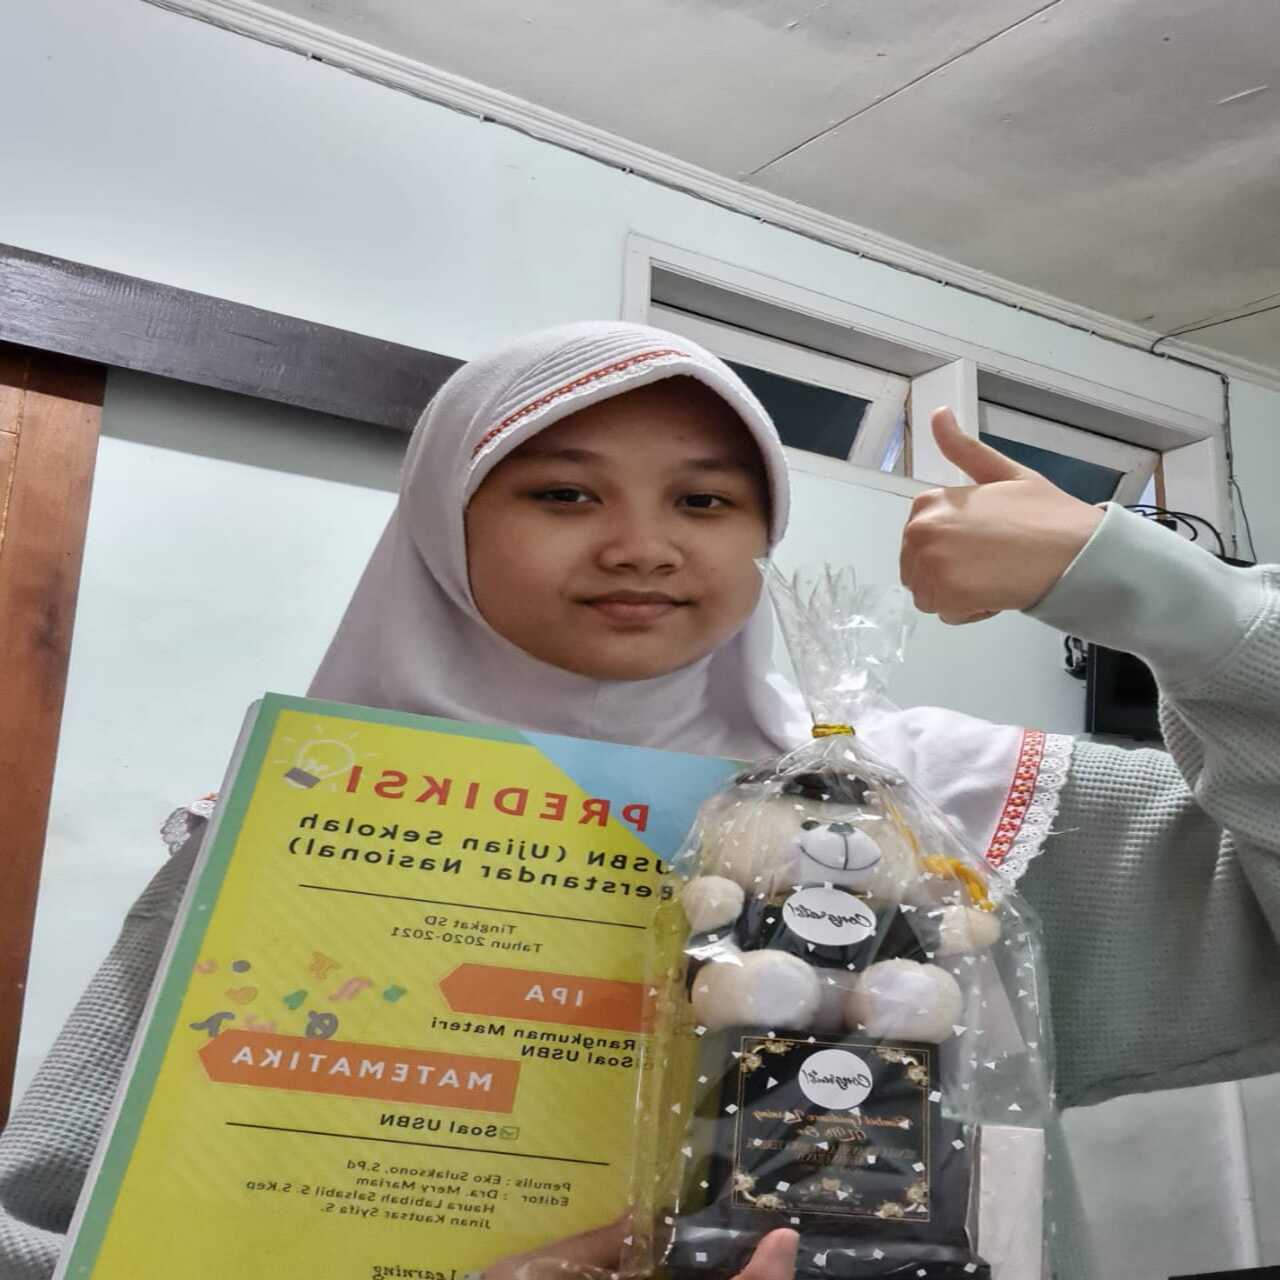 PREDIKSI
USBN (Ujian Sekolah
Berstandar Nasional)
Tingkat SD
Tahun 2020-2021
IPA
Rangkuman Materi
Soal USBN
MATEMATIKA
Soal USBN
Penulis : Eko Sulaksono, S.Pd
Editor : Dra. Mery Mariam
Haura Labibah Salsabil S. S.Kep
Jinan Kautsar Syifa S.
Learning
Congrats!
Congrats!